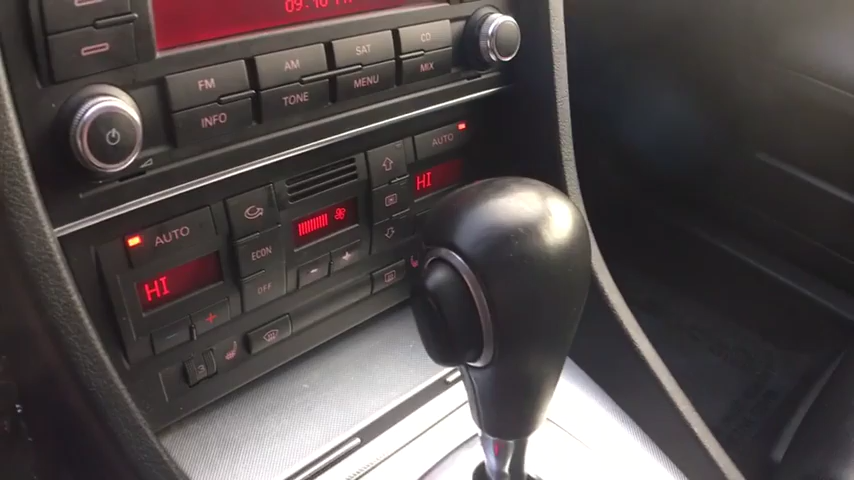 FM AM SAT CD
INFO TONE MENU MIX
AUTO
HI
AUTO
HI
ECON
OFF